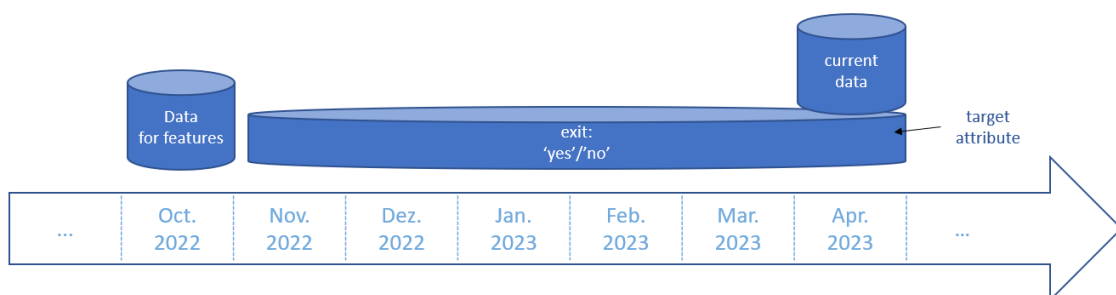 current
data
Data
for features
exit:
‘yes’/’no’
target
attribute
...
Oct.
2022
Nov.
2022
Dez.
2022
Jan.
2023
Feb.
2023
Mar.
2023
Apr.
2023
...